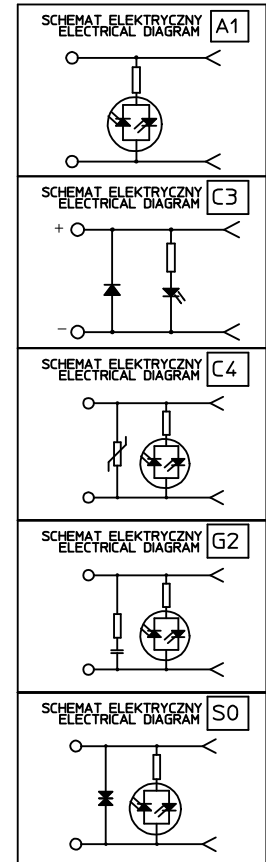 SCHEMAT ELEKTRYCZNY
ELECTRICAL DIAGRAM A1
SCHEMAT ELEKTRYCZNY
ELECTRICAL DIAGRAM C3
+
−
SCHEMAT ELEKTRYCZNY
ELECTRICAL DIAGRAM C4
SCHEMAT ELEKTRYCZNY
ELECTRICAL DIAGRAM G2
SCHEMAT ELEKTRYCZNY
ELECTRICAL DIAGRAM S0